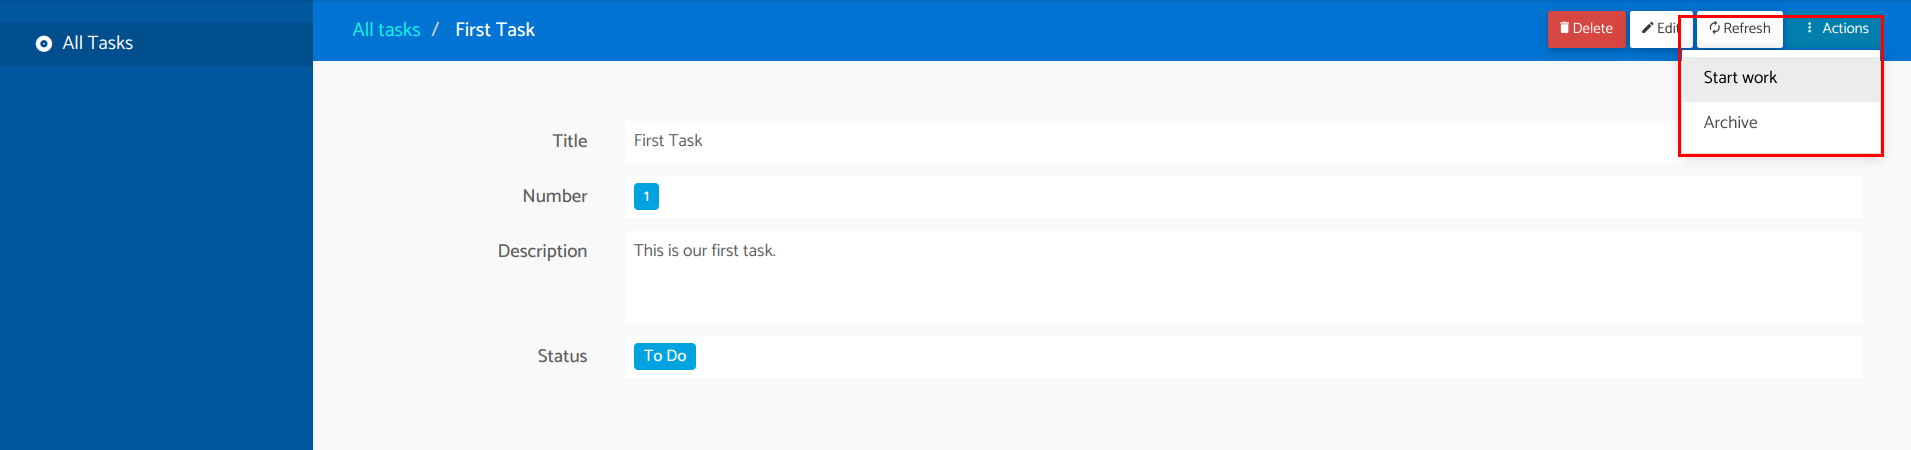 All Tasks
All tasks / First Task
Delete
Edit
Refresh
Actions
Start work
Archive
Title
First Task
Number
1
Description
This is our first task.
Status
To Do